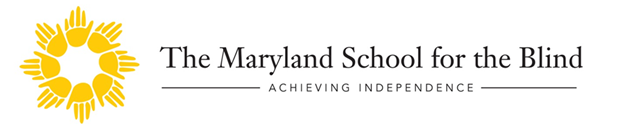 The Maryland School for the Blind
ACHIEVING INDEPENDENCE